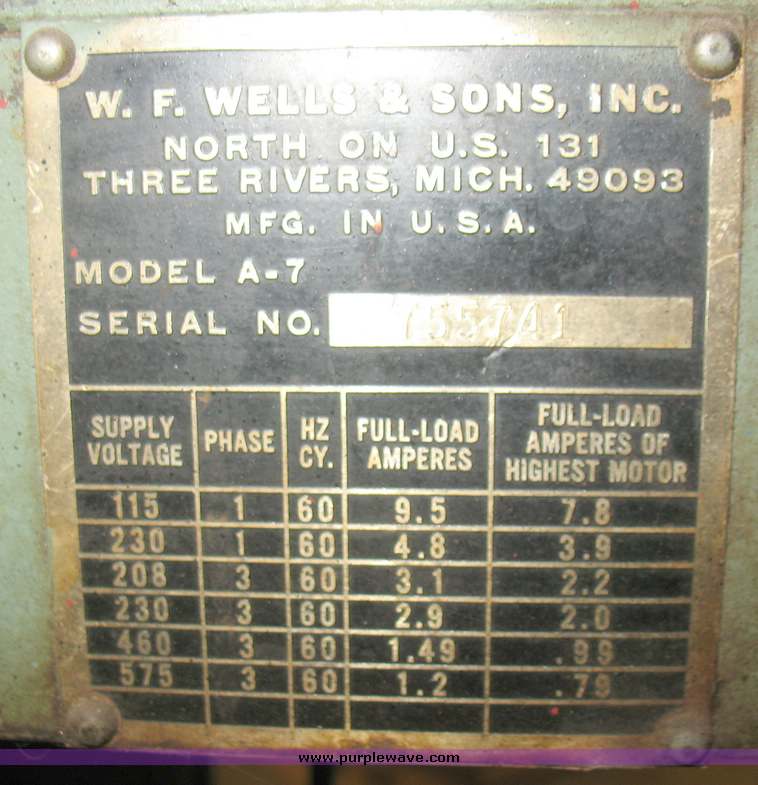 W. F. WELLS & SONS, INC.
NORTH ON U.S. 131
THREE RIVERS, MICH. 49093
MFG. IN U.S.A.
MODEL A-7
SERIAL NO.
SUPPLY VOLTAGE PHASE HZ CY. FULL-LOAD AMPERES FULL-LOAD AMPERES OF HIGHEST MOTOR
115 1 60 9.5 7.8
230 1 60 4.8 3.9
208 3 60 3.1 2.2
230 3 60 2.9 2.0
460 3 60 1.49 .99
575 3 60 1.2 .79
www.purplewave.com